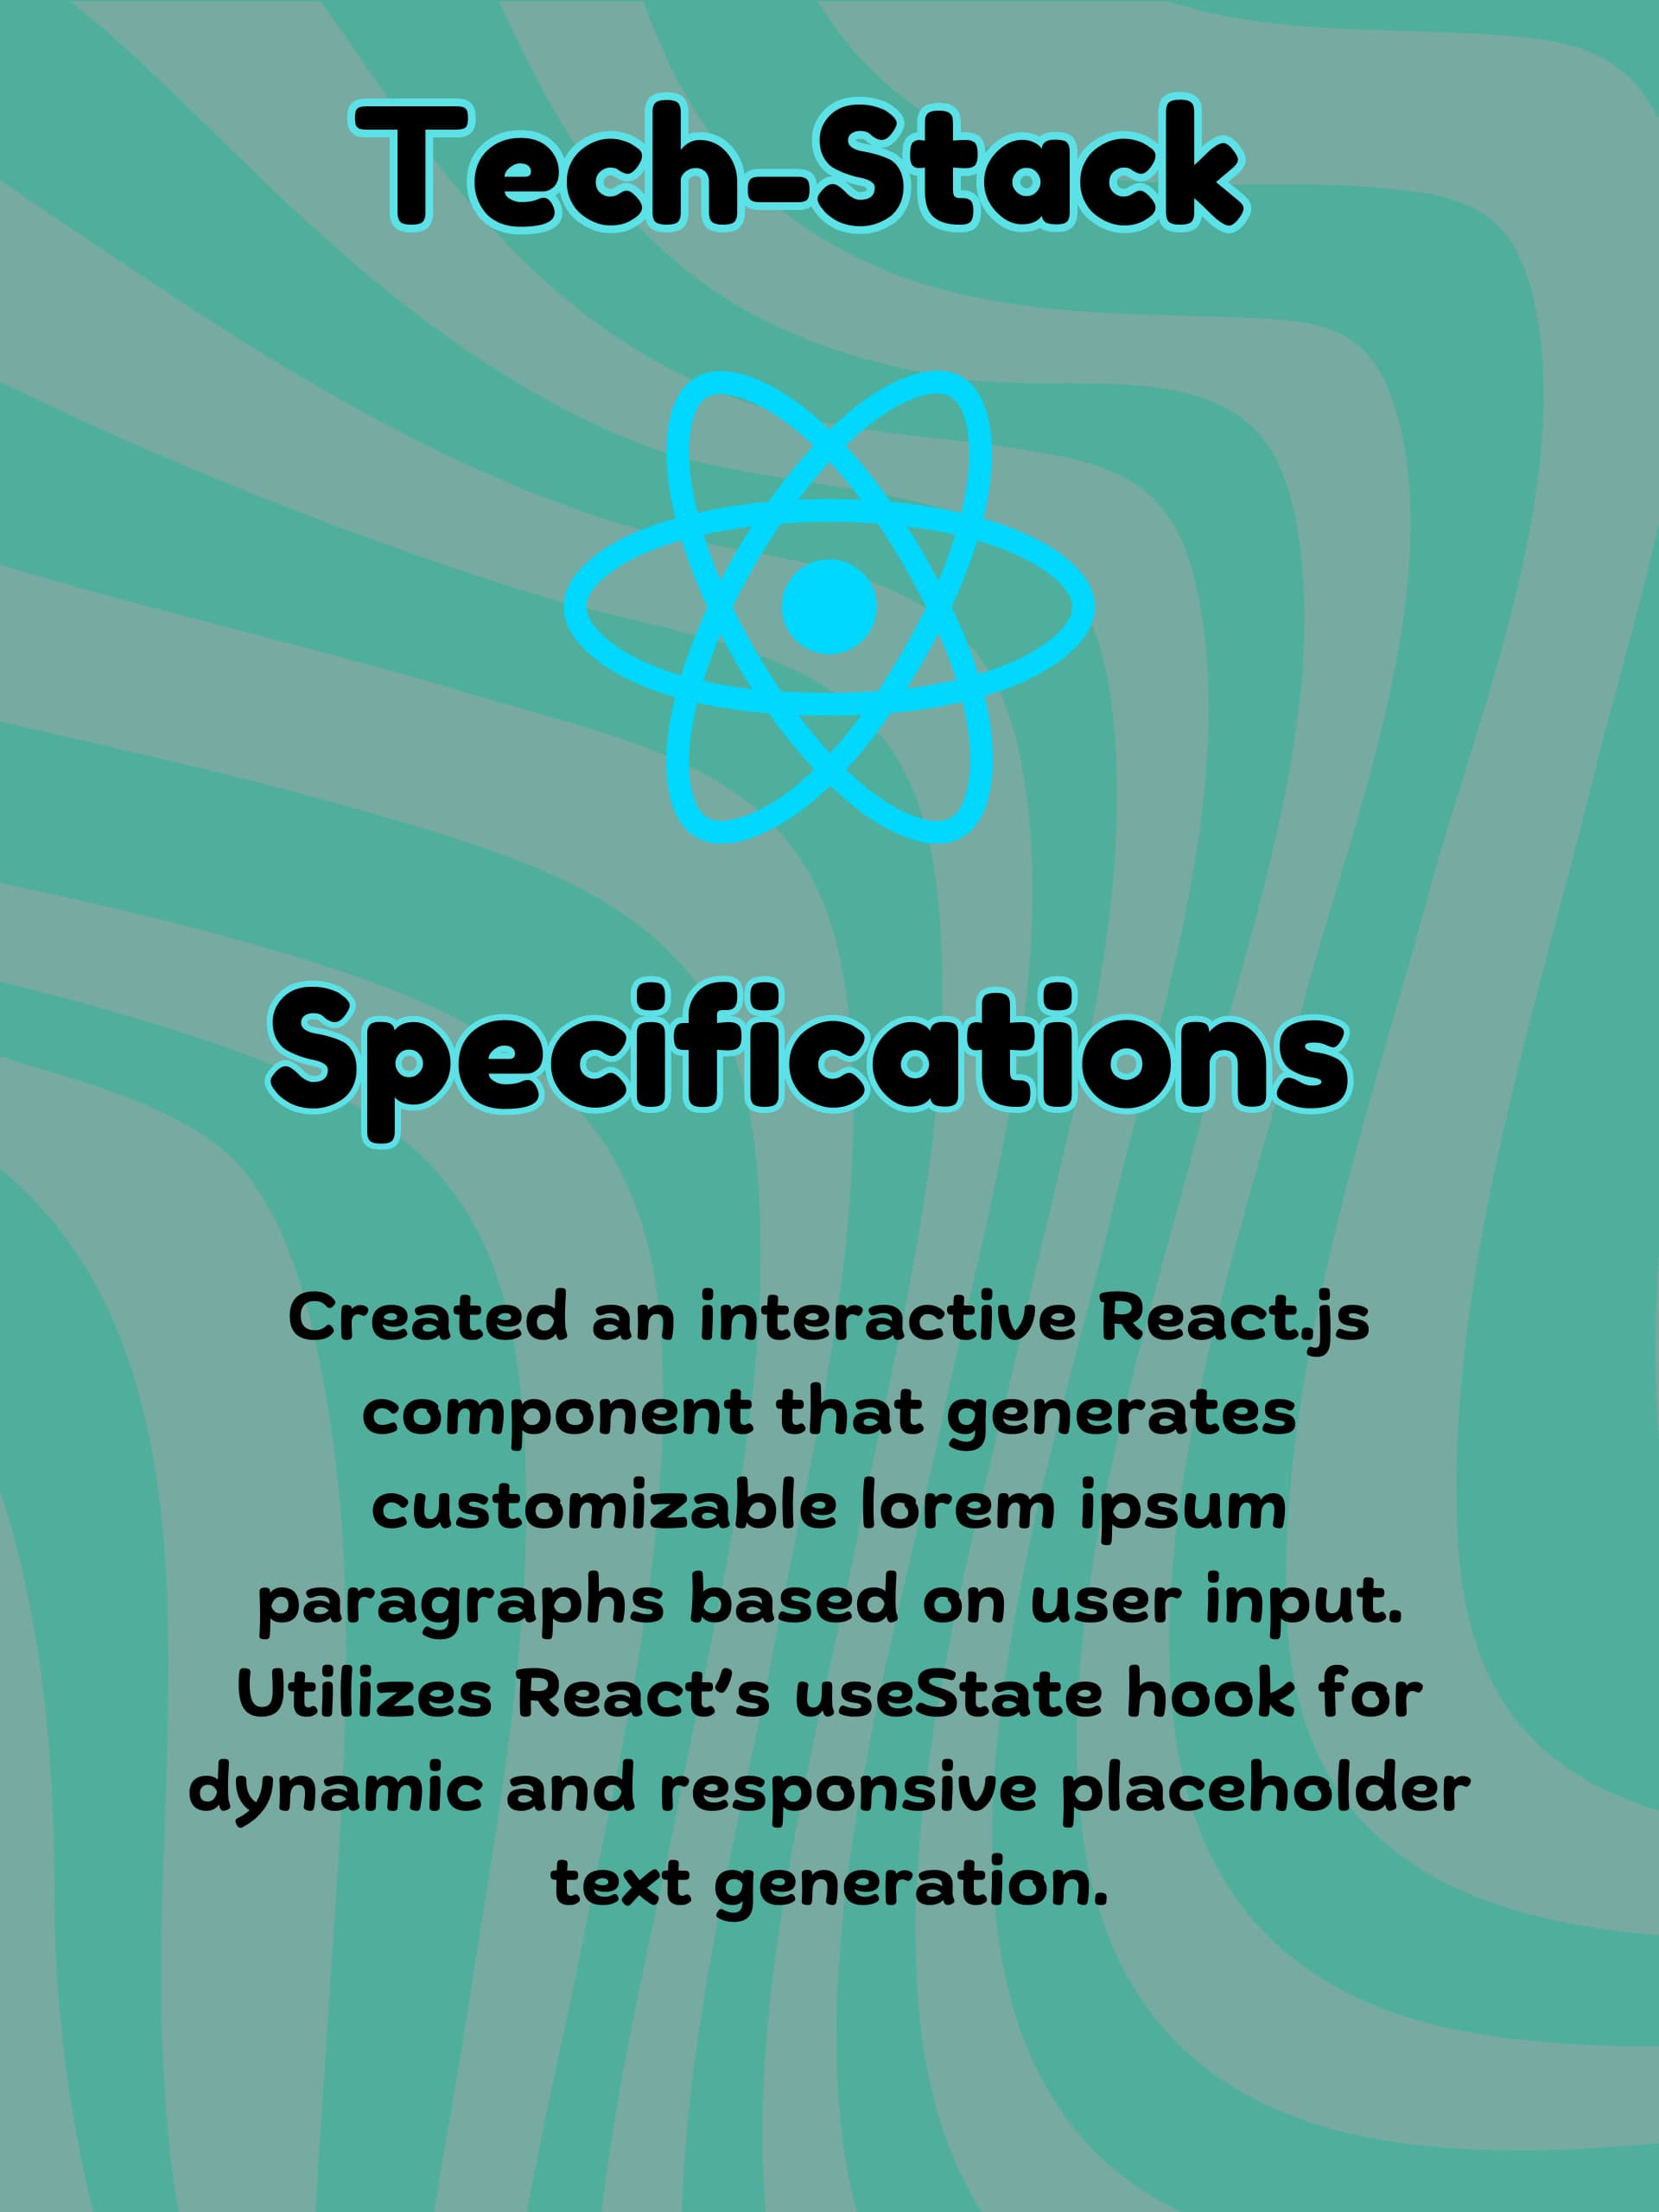 Tech-Stack
Specifications
Created an interactive React.js
component that generates
customizable lorem ipsum
paragraphs based on user input.
Utilizes React's useState hook for
dynamic and responsive placeholder
text generation.